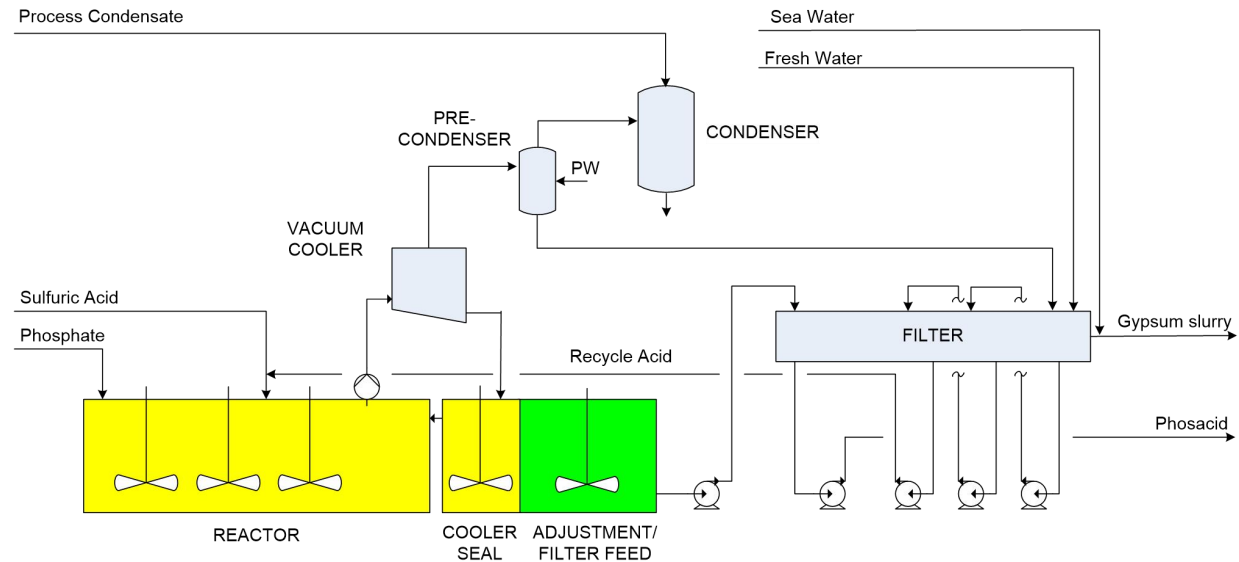 Process Condensate
Sea Water
Fresh Water
PRE-
CONDENSER
CONDENSER
PW
VACUUM
COOLER
Sulfuric Acid
Phosphate
Recycle Acid
FILTER
Gypsum slurry
Phosacid
REACTOR
COOLER
SEAL
ADJUSTMENT/
FILTER FEED